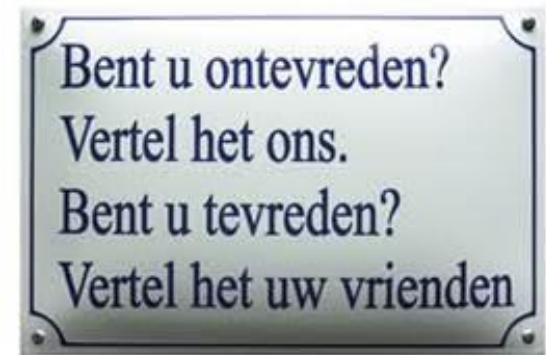 Bent u ontevreden?
Vertel het ons.
Bent u tevreden?
Vertel het uw vrienden